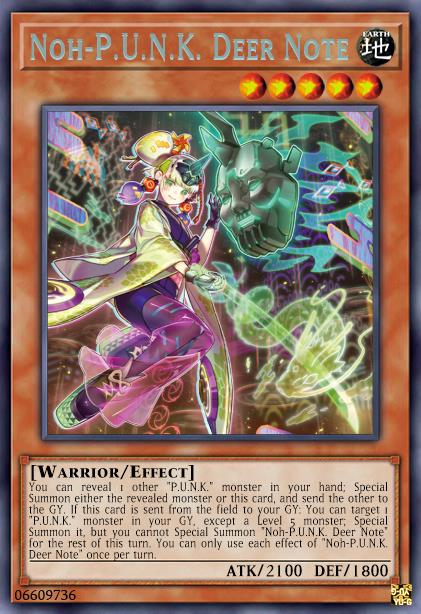 Noh-P.U.N.K. Deer Note
EARTH
地
[Warrior/Effect]
You can reveal 1 other "P.U.N.K." monster in your hand; Special
Summon either the revealed monster or this card, and send the other to
the GY. If this card is sent from the field to your GY: You can target 1
"P.U.N.K." monster in your GY, except a Level 5 monster; Special
Summon it, but you cannot Special Summon "Noh-P.U.N.K. Deer Note"
for the rest of this turn. You can only use each effect of "Noh-P.U.N.K.
Deer Note" once per turn.
ATK/2100 DEF/1800
06609736